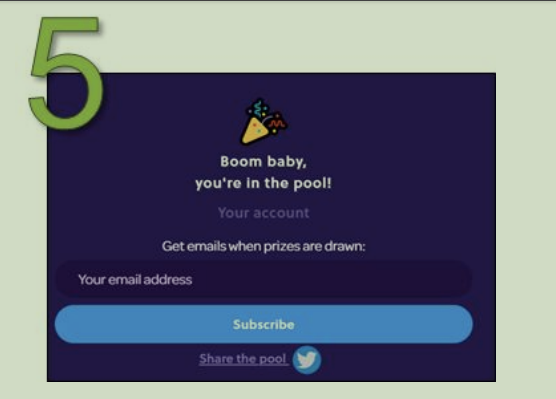 5
Boom baby,
you're in the pool!
Your account
Get emails when prizes are drawn:
Your email address
Subscribe
Share the pool